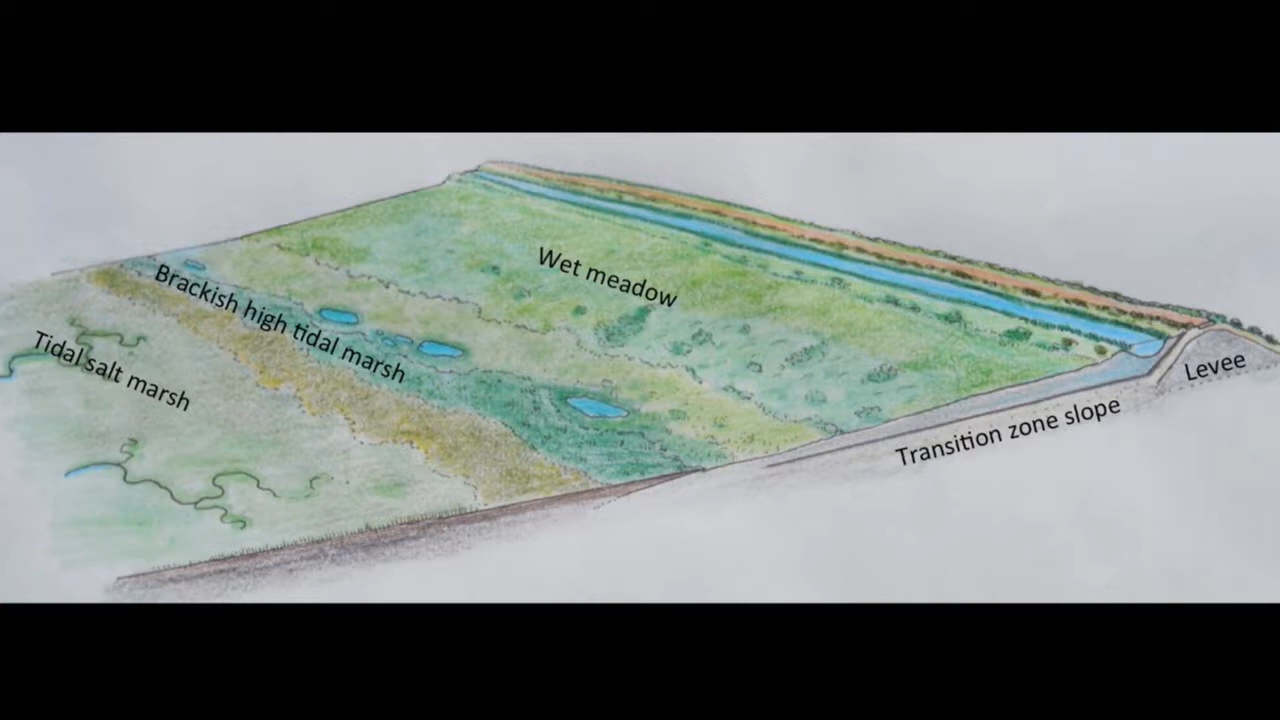 Wet meadow
Brackish high tidal marsh
Tidal salt marsh
Levee
Transition zone slope